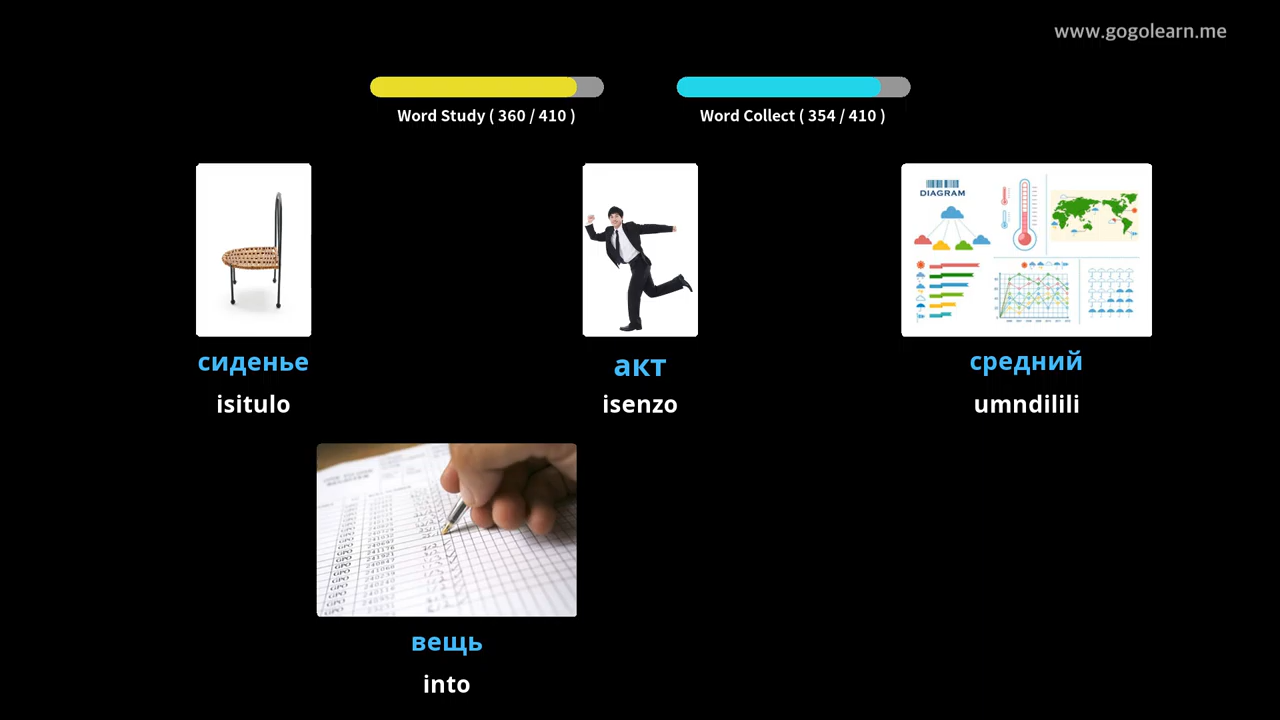 www.gogolearn.me
Word Study ( 360 / 410 )
Word Collect ( 354 / 410 )
DIAGRAM
сиденье
акт
средний
isitulo
isenzo
umndilili
вещь
into